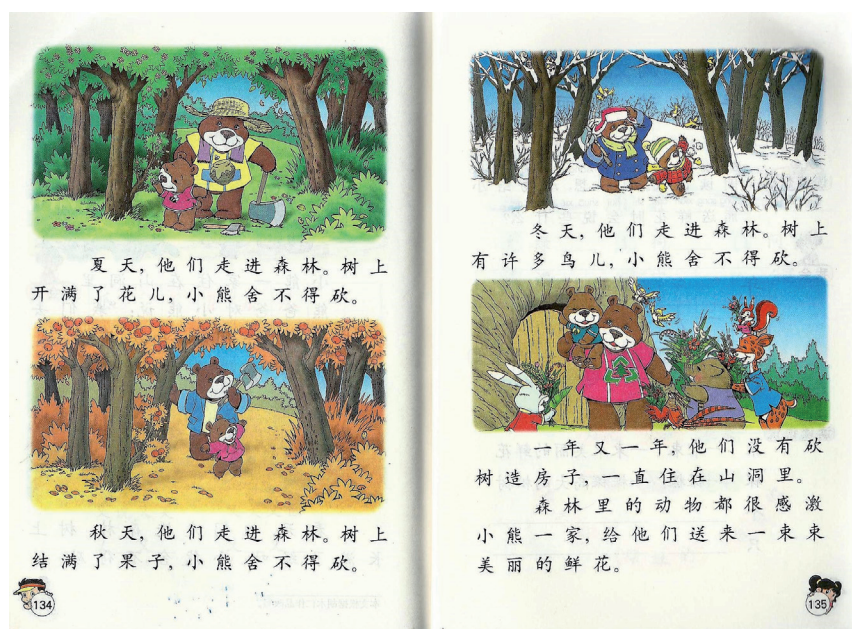 夏天,他们走进森林。树上
开满了花儿,小熊舍不得砍。
秋天,他们走进森林。树上
结满了果子,小熊舍不得砍。
134
冬天,他们走进森林。树上
有许多鸟儿,小熊舍不得砍。
一年又一年,他们没有砍
树造房子,一直住在山洞里。
森林里的动物都很感激
小熊一家,给他们送来一束束
美丽的鲜花。
135